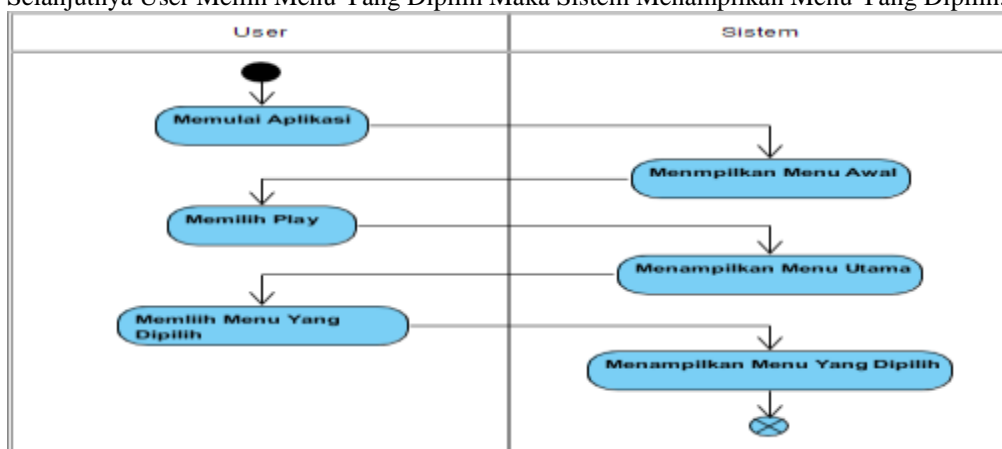 Selanjutnya User Memilih Menu Yang Dipilih Maka Sistem Menampilkan Menu Yang Dipilih.
User
Sistem
Memulai Aplikasi
Menmpilkan Menu Awal
Memilih Play
Menampilkan Menu Utama
Memliih Menu Yang
Dipilih
Menampilkan Menu Yang Dipilih